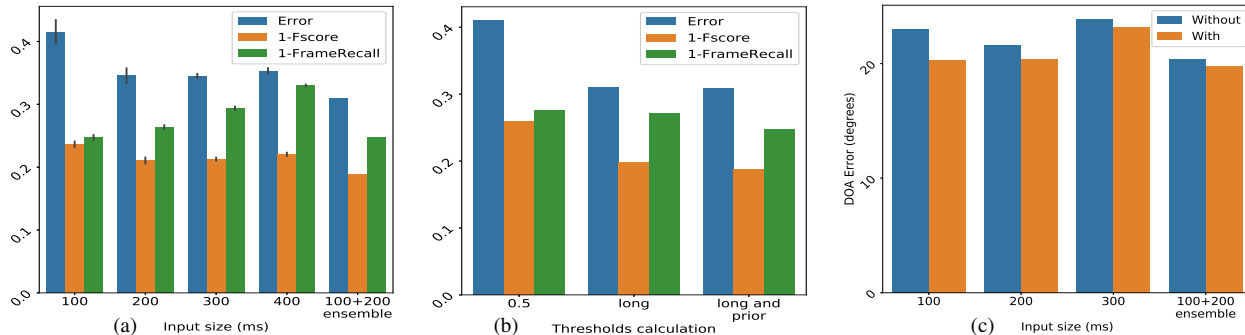 0.4
0.3
0.2
0.1
0.0
Error
1-Fscore
1-FrameRecall
100
200
300
400
100+200
ensemble
(a)
Input size (ms)
0.4
0.3
0.2
0.1
0.0
Error
1-Fscore
1-FrameRecall
0.5
long
long and
prior
(b)
Thresholds calculation
DOA Error (degrees)
20
10
0
Without
With
100
200
300
100+200
ensemble
Input size (ms)
(c)